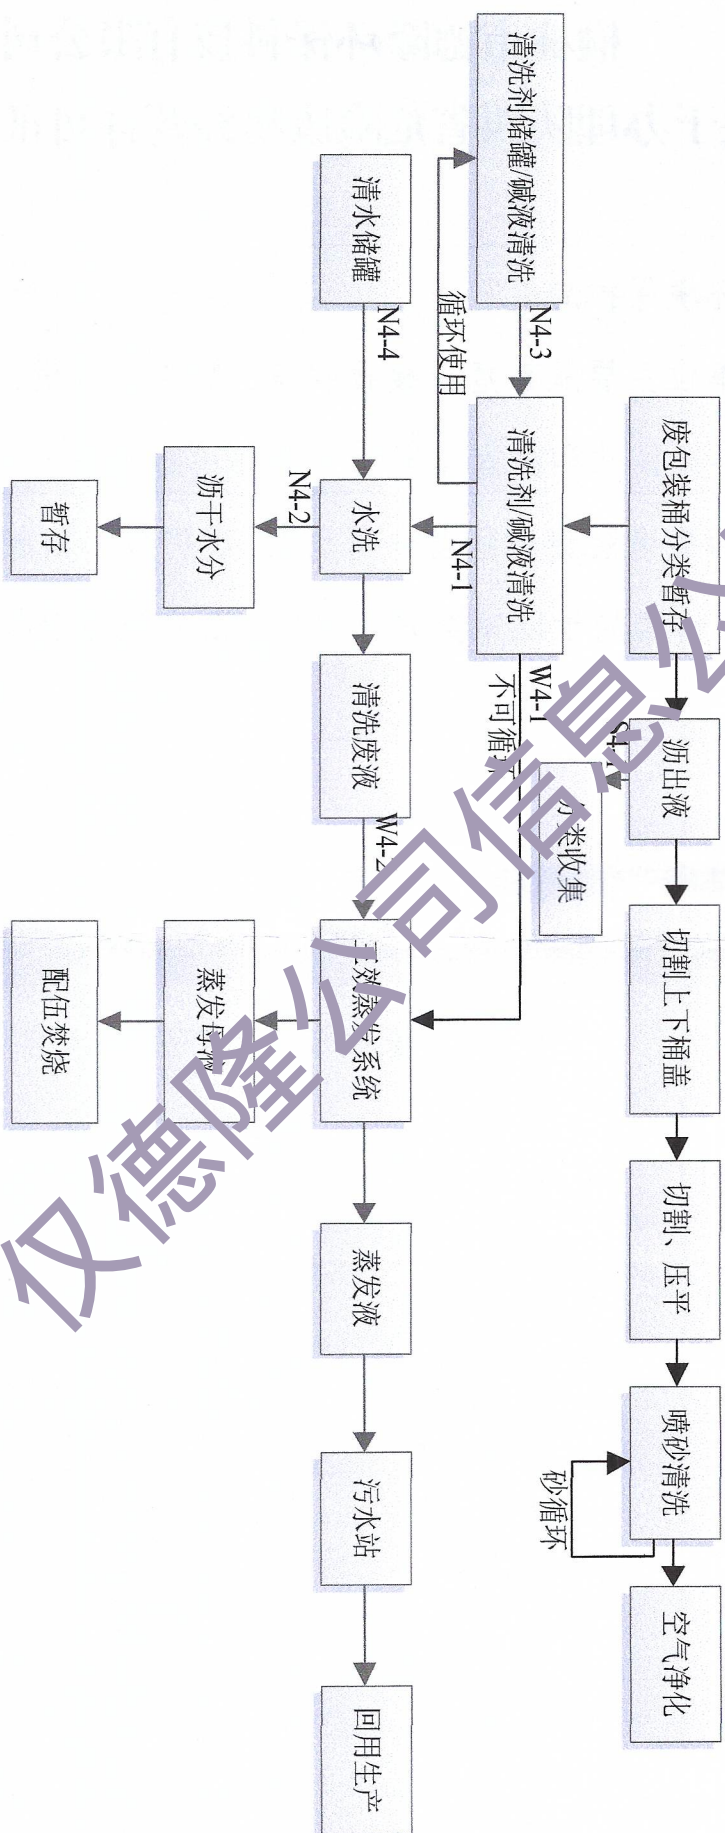 废包装桶分类暂存
沥出液
切割上下桶盖
切割、压平
喷砂清洗
空气净化
砂循环
S4-1
分类收集
清洗剂储罐/碱液清洗
N4-3
清洗剂/碱液清洗
W4-1
不可循环
循环使用
N4-1
清水储罐
N4-4
水洗
清洗废液
W4-2
效蒸发系统
蒸发液
污水站
回用生产
N4-2
沥干水分
蒸发母液
暂存
配伍焚烧
仅德隆公司信息公